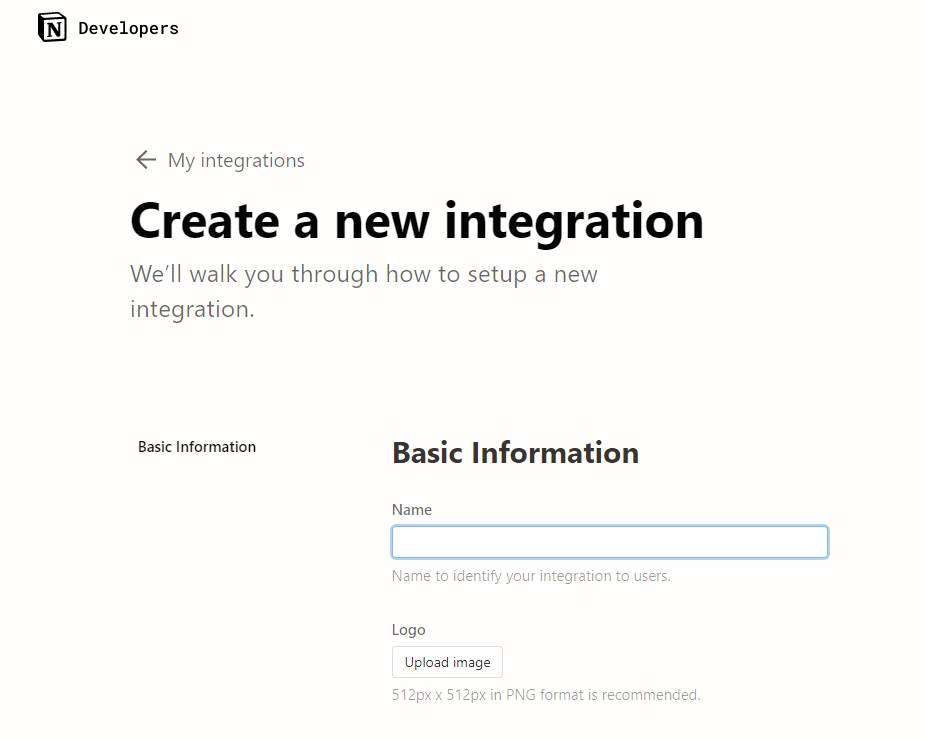 N Developers
← My integrations
Create a new integration
We’ll walk you through how to setup a new
integration.
Basic Information
Basic Information
Name
Name to identify your integration to users.
Logo
Upload image
512px x 512px in PNG format is recommended.